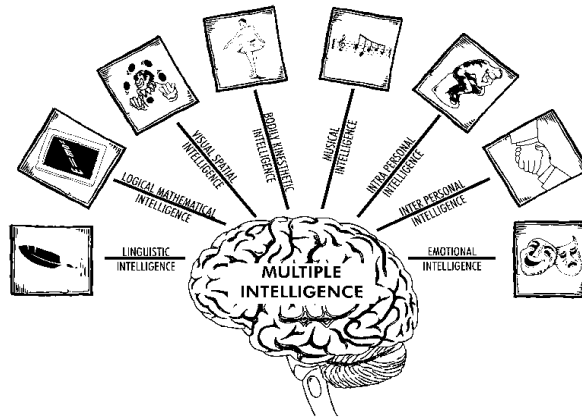 LINGUISTIC
INTELLIGENCE
LOGICAL MATHEMATICAL
INTELLIGENCE
VISUAL SPATIAL
INTELLIGENCE
BODILY KINESTHETIC
INTELLIGENCE
MUSICAL
INTELLIGENCE
INTRA PERSONAL
INTELLIGENCE
INTER PERSONAL
INTELLIGENCE
EMOTIONAL
INTELLIGENCE
MULTIPLE
INTELLIGENCE